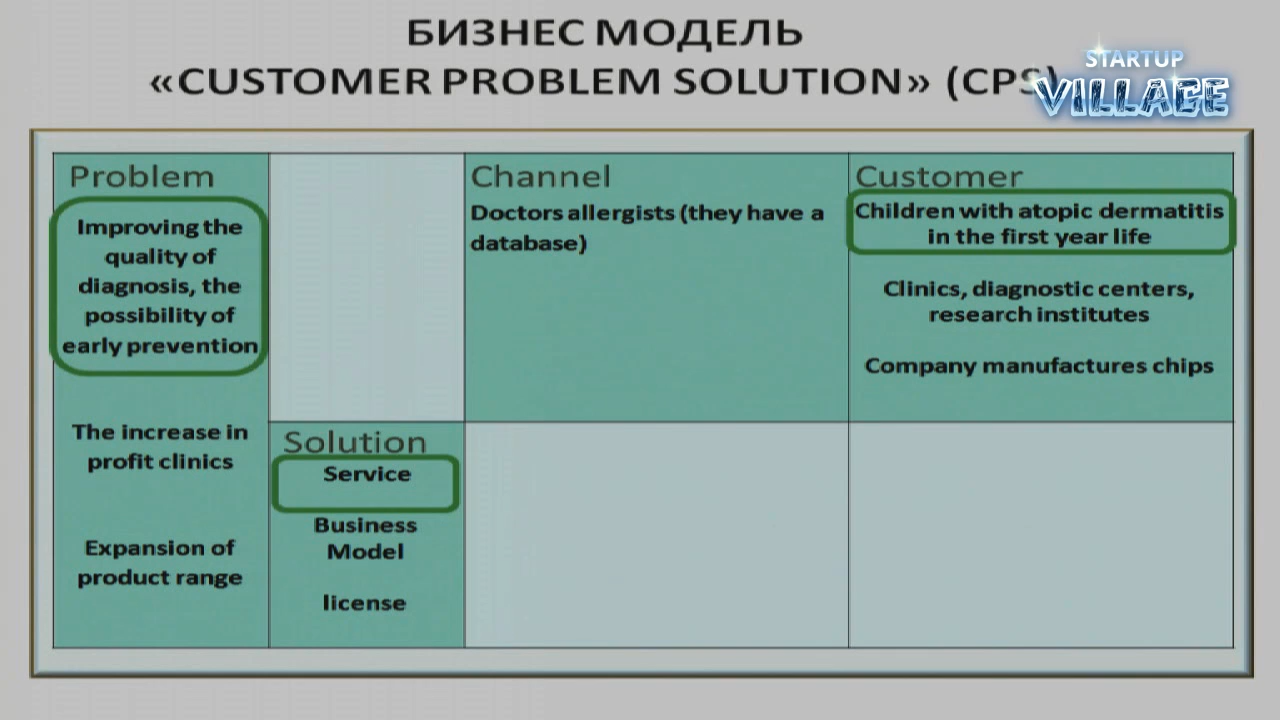 БИЗНЕС МОДЕЛЬ
«CUSTOMER PROBLEM SOLUTION» (CPS)
STARTUP
VILLAGE
Problem
Improving the
quality of
diagnosis, the
possibility of
early prevention
The increase in
profit clinics
Expansion of
product range
Solution
Service
Business
Model
license
Channel
Doctors allergists (they have a
database)
Customer
Children with atopic dermatitis
in the first year life
Clinics, diagnostic centers,
research institutes
Company manufactures chips